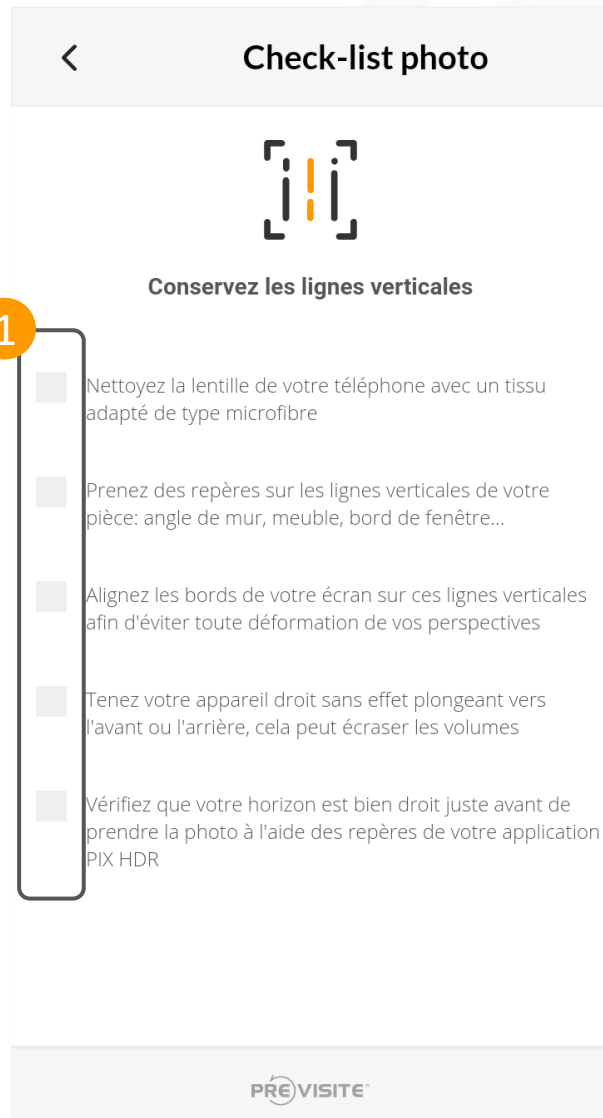 Check-list photo
Conservez les lignes verticales
1
Nettoyez la lentille de votre téléphone avec un tissu
adapté de type microfibre
Prenez des repères sur les lignes verticales de votre
pièce: angle de mur, meuble, bord de fenêtre...
Alignez les bords de votre écran sur ces lignes verticales
afin d'éviter toute déformation de vos perspectives
Tenez votre appareil droit sans effet plongeant vers
l'avant ou l'arrière, cela peut écraser les volumes
Vérifiez que votre horizon est bien droit juste avant de
prendre la photo à l'aide des repères de votre application
PIX HDR
PREVISITE